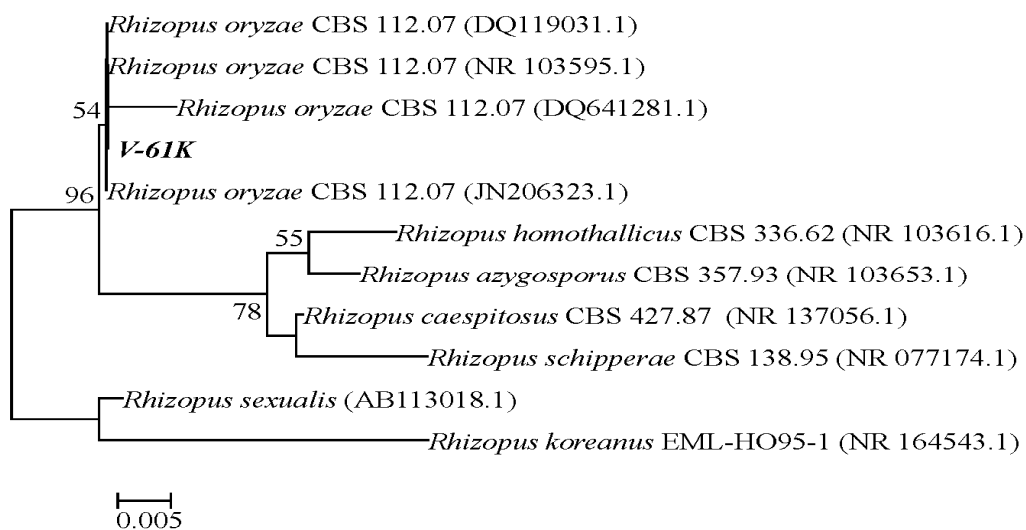 Rhizopus oryzae CBS 112.07 (DQ119031.1)
Rhizopus oryzae CBS 112.07 (NR 103595.1)
54
Rhizopus oryzae CBS 112.07 (DQ641281.1)
V-61K
96
Rhizopus oryzae CBS 112.07 (JN206323.1)
55
Rhizopus homothallicus CBS 336.62 (NR 103616.1)
Rhizopus azygosporus CBS 357.93 (NR 103653.1)
78
Rhizopus caespitosus CBS 427.87 (NR 137056.1)
Rhizopus schipperae CBS 138.95 (NR 077174.1)
Rhizopus sexualis (AB113018.1)
Rhizopus koreanus EML-HO95-1 (NR 164543.1)
0.005